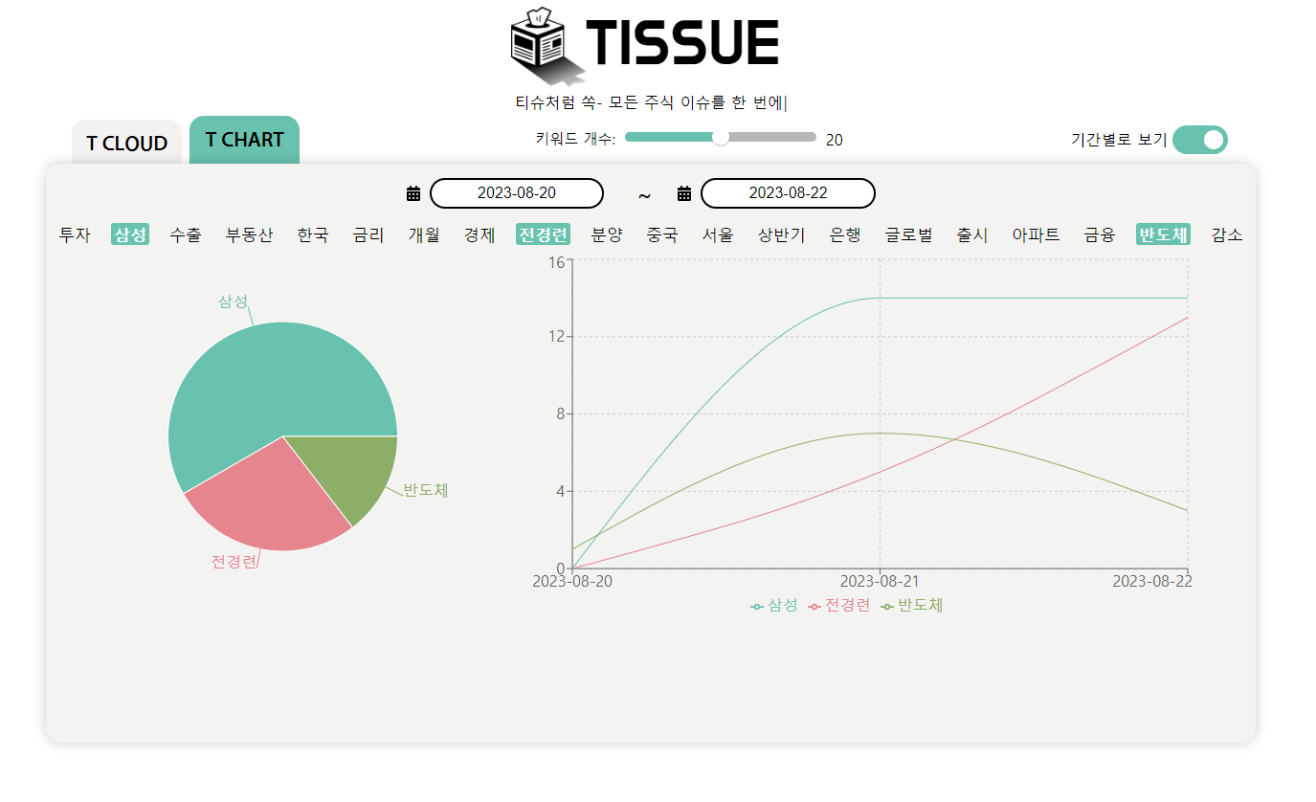 TISSUE
티슈처럼 쏙- 모든 주식 이슈를 한 번에|
T CLOUD T CHART 키워드 개수: 20 기간별로 보기
2023-08-20 ~ 2023-08-22
투자 삼성 수출 부동산 한국 금리 개월 경제 전경련 분양 중국 서울 상반기 은행 글로벌 출시 아파트 금융 반도체 감소
삼성
반도체
전경련
16
12
8
4
0
2023-08-20 2023-08-21 2023-08-22
삼성 전경련 반도체